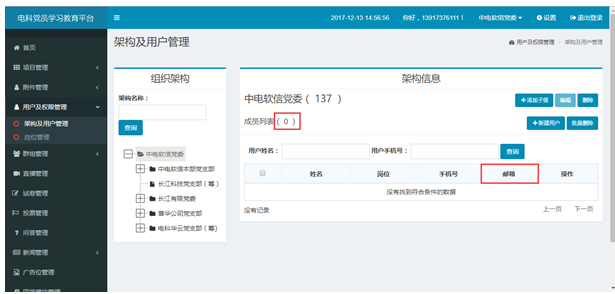 电科党员学习教育平台
2017-12-13 14:56:56 你好，13917376111！ 中电软信党委 设置 退出登录
首页
项目管理
附件管理
用户及权限管理
架构及用户管理
岗位管理
群组管理
直播管理
试卷管理
投票管理
问答管理
新闻管理
广告位管理
架构及用户管理
用户及权限管理 架构及用户管理
组织架构
架构名称：
查询
中电软信党委
中电软信本部党支部
长江科技党支部（筹）
长江有限党委
普华公司党支部
电科华云党支部（筹）
架构信息
中电软信党委（ 137 ）
+添加子级 编辑 删除
成员列表（ 0 ）
+新建用户 批量删除
用户姓名： 用户手机号： 查询
姓名 岗位 手机号 邮箱 操作
没有找到符合条件的数据
没有记录
上一页 下一页